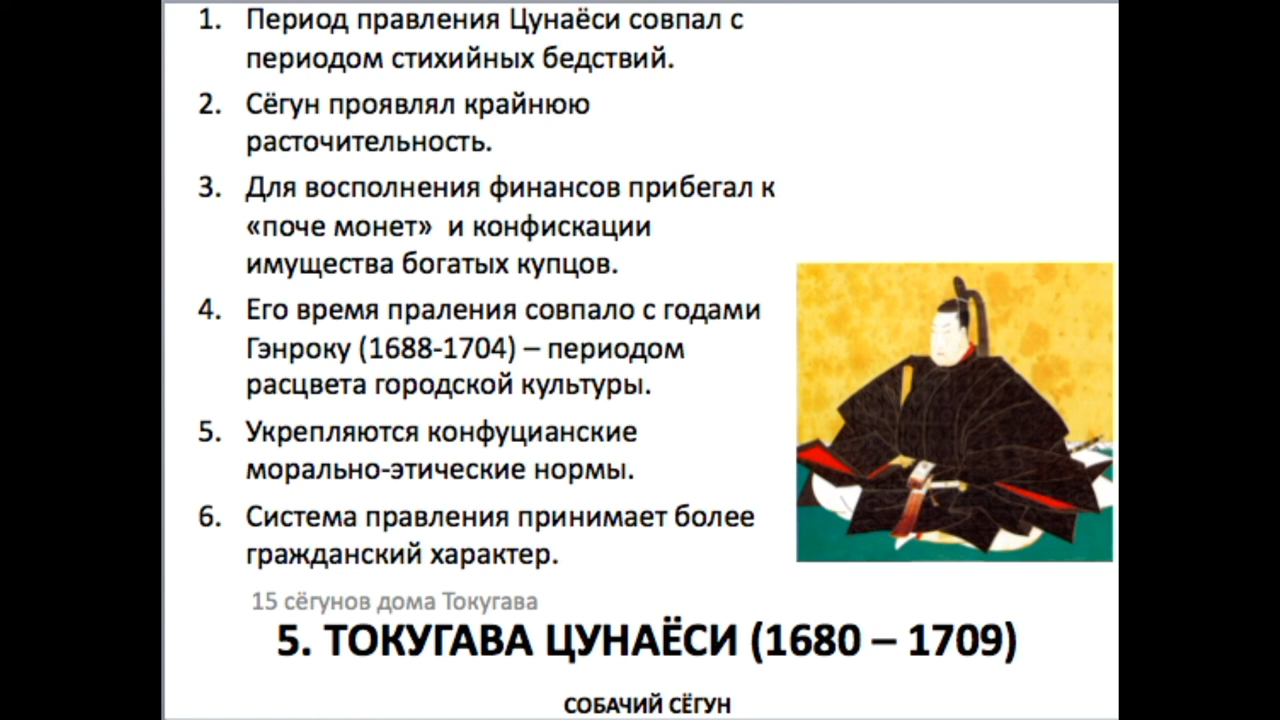 1. Период правления Цунаёси совпал с
периодом стихийных бедствий.
2. Сёгун проявлял крайнюю
расточительность.
3. Для восполнения финансов прибегал к
«поче монет» и конфискации
имущества богатых купцов.
4. Его время праления совпало с годами
Гэнроку (1688-1704) – периодом
расцвета городской культуры.
5. Укрепляются конфуцианские
морально-этические нормы.
6. Система правления принимает более
гражданский характер.
15 сёгунов дома Токугава
5. ТОКУГАВА ЦУНАЁСИ (1680 – 1709)
СОБАЧИЙ СЁГУН